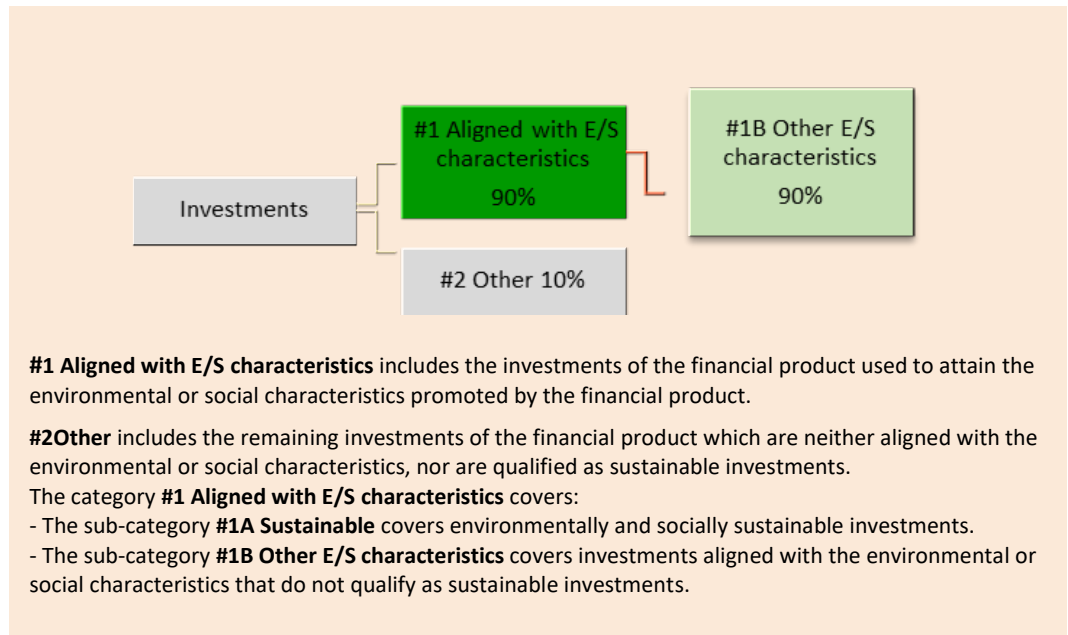 Investments
#1 Aligned with E/S
characteristics
90%
#1B Other E/S
characteristics
90%
#2 Other 10%
#1 Aligned with E/S characteristics includes the investments of the financial product used to attain the
environmental or social characteristics promoted by the financial product.
#2Other includes the remaining investments of the financial product which are neither aligned with the
environmental or social characteristics, nor are qualified as sustainable investments.
The category #1 Aligned with E/S characteristics covers:
- The sub-category #1A Sustainable covers environmentally and socially sustainable investments.
- The sub-category #1B Other E/S characteristics covers investments aligned with the environmental or
social characteristics that do not qualify as sustainable investments.